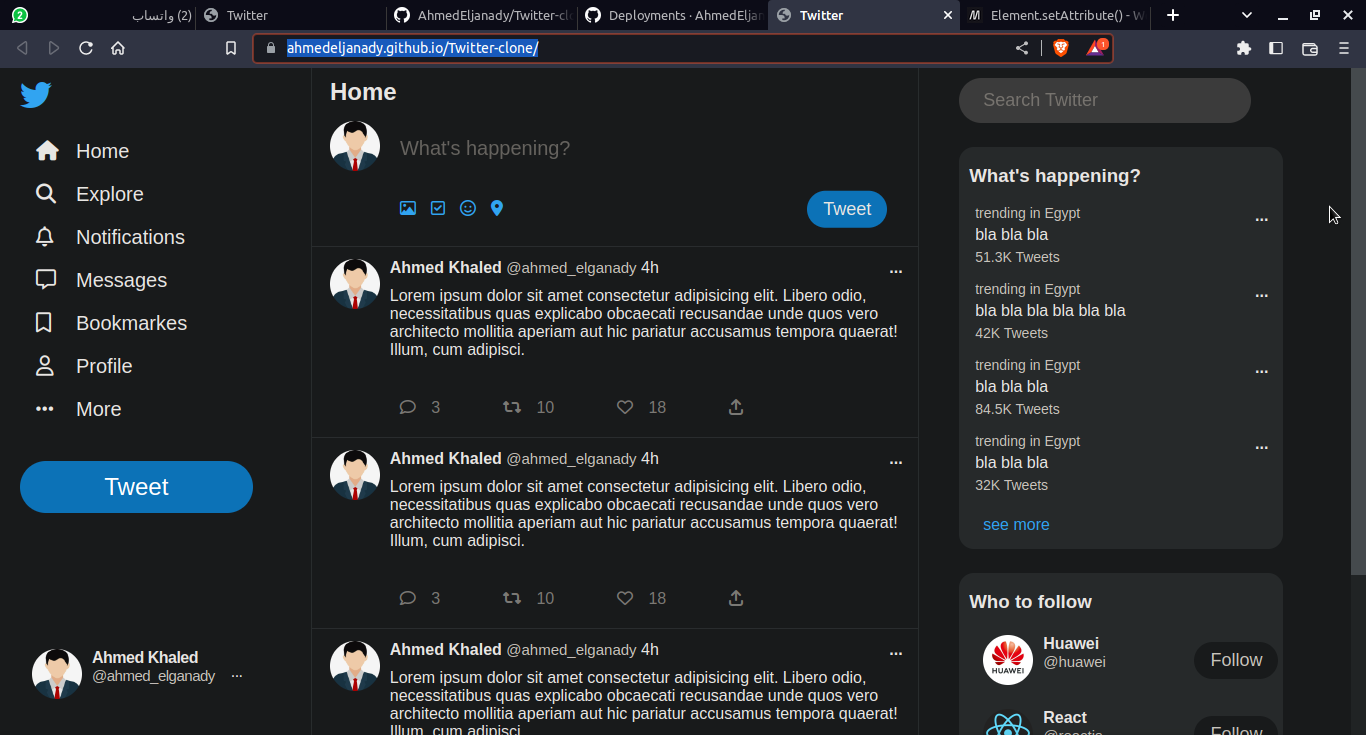 2
(2) واتساب
Twitter
AhmedEljanady/Twitter-clo
Deployments · AhmedEljan
Twitter
M
Element.setAttribute() - W
ahmedeljanady.github.io/Twitter-clone/
1
Home
Explore
Notifications
Messages
Bookmarkes
Profile
More
Tweet
Ahmed Khaled
@ahmed_elganady ...
Home
What's happening?
Tweet
Ahmed Khaled @ahmed_elganady 4h ...
Lorem ipsum dolor sit amet consectetur adipisicing elit. Libero odio,
necessitatibus quas explicabo obcaecati recusandae unde quos vero
architecto mollitia aperiam aut hic pariatur accusamus tempora quaerat!
Illum, cum adipisci.
3 10 18
Ahmed Khaled @ahmed_elganady 4h ...
Lorem ipsum dolor sit amet consectetur adipisicing elit. Libero odio,
necessitatibus quas explicabo obcaecati recusandae unde quos vero
architecto mollitia aperiam aut hic pariatur accusamus tempora quaerat!
Illum, cum adipisci.
3 10 18
Ahmed Khaled @ahmed_elganady 4h ...
Lorem ipsum dolor sit amet consectetur adipisicing elit. Libero odio,
necessitatibus quas explicabo obcaecati recusandae unde quos vero
architecto mollitia aperiam aut hic pariatur accusamus tempora quaerat!
Illum, cum adipisci.
Search Twitter
What's happening?
trending in Egypt ...
bla bla bla
51.3K Tweets
trending in Egypt ...
bla bla bla bla bla bla
42K Tweets
trending in Egypt ...
bla bla bla
84.5K Tweets
trending in Egypt ...
bla bla bla
32K Tweets
see more
Who to follow
HUAWEI
Huawei
@huawei
Follow
React
Follow